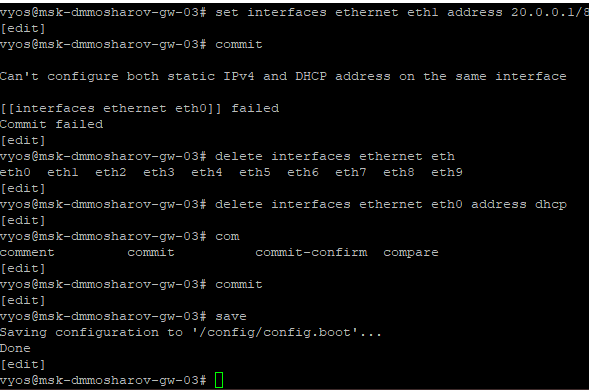 vyos@msk-dmmosharov-gw-03# set interfaces ethernet eth1 address 20.0.0.1/8
[edit]
vyos@msk-dmmosharov-gw-03# commit
Can't configure both static IPv4 and DHCP address on the same interface
[[interfaces ethernet eth0]] failed
Commit failed
[edit]
vyos@msk-dmmosharov-gw-03# delete interfaces ethernet eth
eth0  eth1  eth2  eth3  eth4  eth5  eth6  eth7  eth8  eth9
[edit]
vyos@msk-dmmosharov-gw-03# delete interfaces ethernet eth0 address dhcp
[edit]
vyos@msk-dmmosharov-gw-03# com
comment         commit          commit-confirm  compare
[edit]
vyos@msk-dmmosharov-gw-03# commit
[edit]
vyos@msk-dmmosharov-gw-03# save
Saving configuration to '/config/config.boot'...
Done
[edit]
vyos@msk-dmmosharov-gw-03#